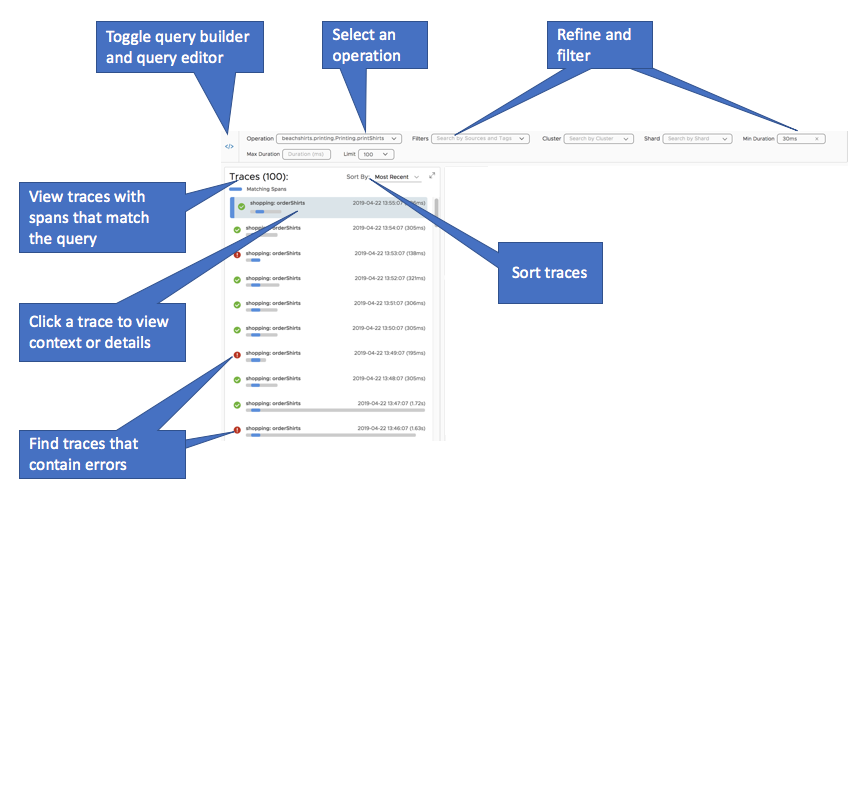 Toggle query builder
and query editor
Select an
operation
Refine and
filter
Operation beachshirts.printing.Printing.printShirts Filters Search by Sources and Tags Cluster Search by Cluster Shard Search by Shard Min Duration 30ms ×
</>
Max Duration Duration (ms) Limit 100
Traces (100): Sort By: Most Recent
Matching Spans
View traces with
spans that match
the query
shopping: orderShirts 2019-04-22 13:55:07
shopping: orderShirts 2019-04-22 13:54:07 (305ms)
shopping: orderShirts 2019-04-22 13:53:07 (138ms)
Sort traces
shopping: orderShirts 2019-04-22 13:52:07 (321ms)
shopping: orderShirts 2019-04-22 13:51:07 (306ms)
Click a trace to view
context or details
shopping: orderShirts 2019-04-22 13:50:07 (305ms)
shopping: orderShirts 2019-04-22 13:49:07 (195ms)
shopping: orderShirts 2019-04-22 13:48:07 (305ms)
shopping: orderShirts 2019-04-22 13:47:07 (1.72s)
shopping: orderShirts 2019-04-22 13:46:07 (1.63s)
Find traces that
contain errors